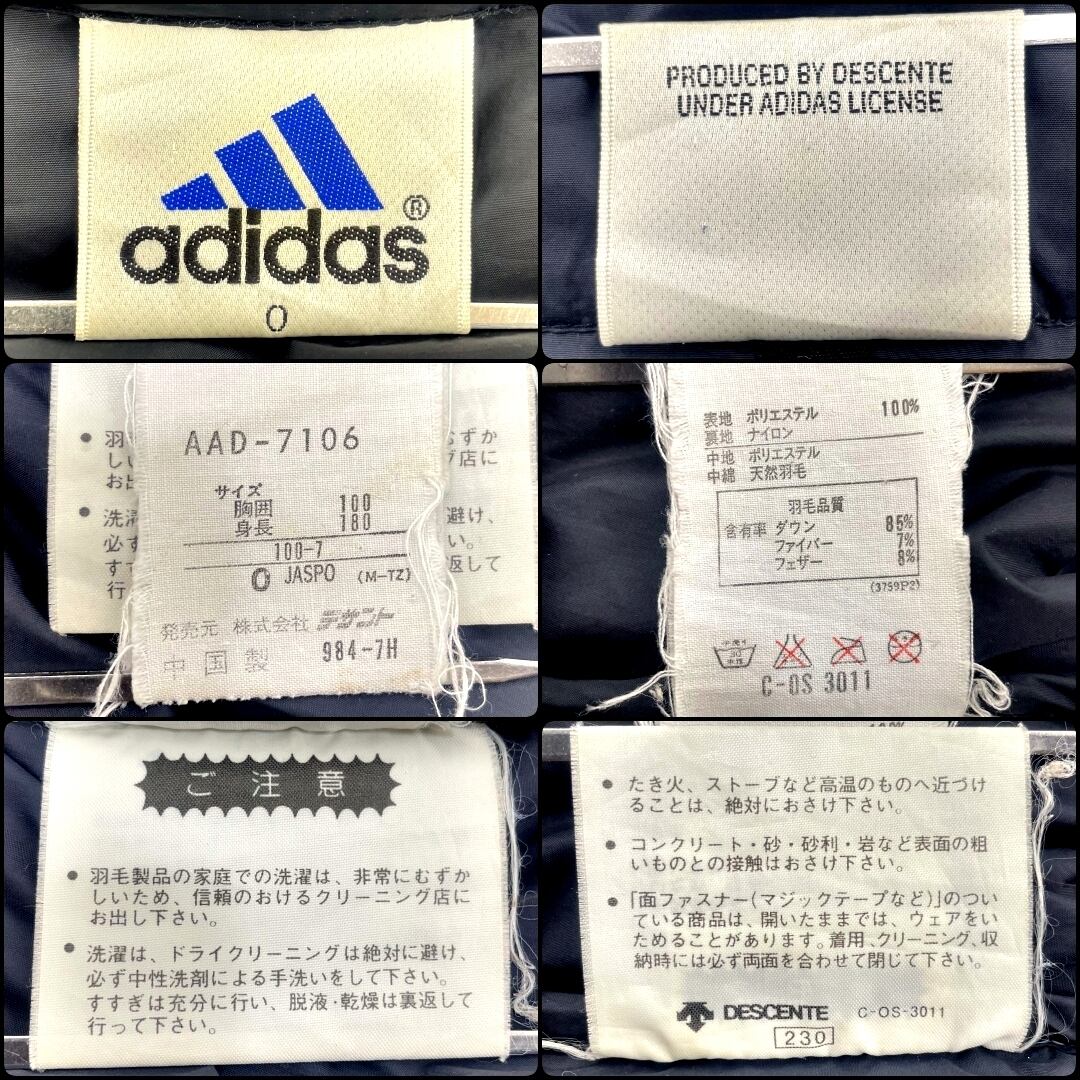 adidas®
0
PRODUCED BY DESCENTE
UNDER ADIDAS LICENSE
AAD-7106
サイズ
胸囲 100
身長 180
100-7
O JASPO (M-TZ)
発売元 株式会社 デサント
中国製 984-7H
表地 ポリエステル 100%
裏地 ナイロン
中地 ポリエステル
中綿 天然羽毛
羽毛品質
含有率 ダウン 85%
ファイバー 7%
フェザー 8%
(3759P2)
C-OS 3011
ご注意
● 羽毛製品の家庭での洗濯は、非常にむずか
しいため、信頼のおけるクリーニング店に
お出し下さい。
● 洗濯は、ドライクリーニングは絶対に避け、
必ず中性洗剤による手洗いをして下さい。
すすぎは充分に行い、脱液・乾燥は裏返して
行って下さい。
● たき火、ストーブなど高温のものへ近づけ
ることは、絶対におさけ下さい。
● コンクリート・砂・砂利・岩など表面の粗
いものとの接触はおさけ下さい。
● 「面ファスナー(マジックテープなど)」のつい
ている商品は、開いたままでは、ウェアをい
ためることがあります。着用、クリーニング、収
納時には必ず両面を合わせて閉じて下さい。
DESCENTE C-OS-3011
230